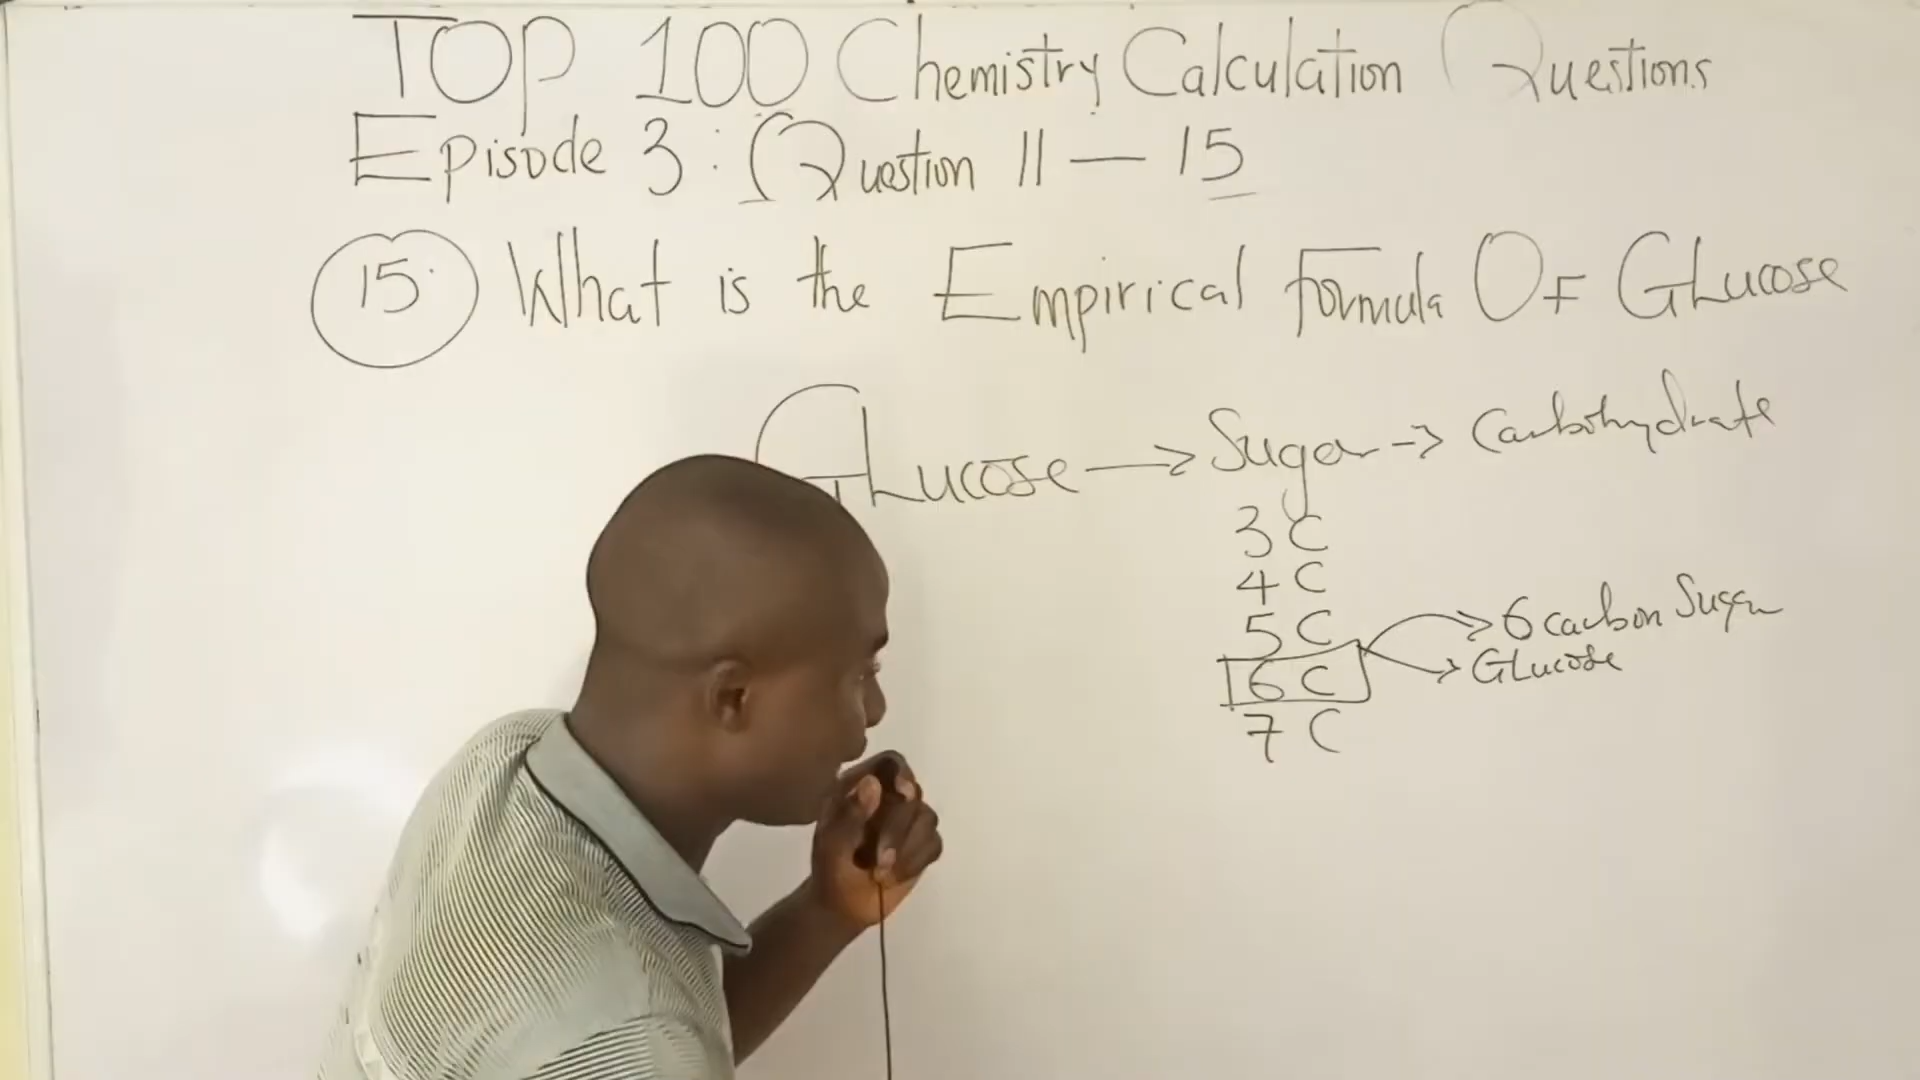 TOP 100 Chemistry Calculation Questions
Episode 3: Question 11 — 15
15. What is the Empirical formula Of GLucose
GLucose → Sugar → Carbohydrate
3 C
4 C
5 C
6 C → 6 carbon Sugar
→ GLucose
7 C